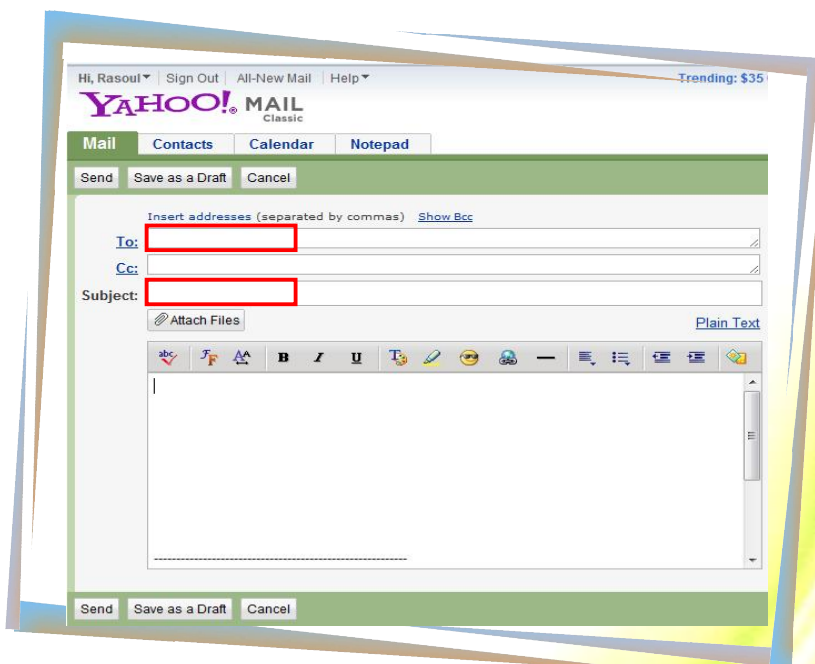 Hi, Rasoul Sign Out All-New Mail Help Trending: $35
YAHOO! MAIL
Classic
Mail Contacts Calendar Notepad
Send Save as a Draft Cancel
Insert addresses (separated by commas) Show Bcc
To:
Cc:
Subject:
Attach Files
Plain Text
abc F F A A B I U T
Send Save as a Draft Cancel